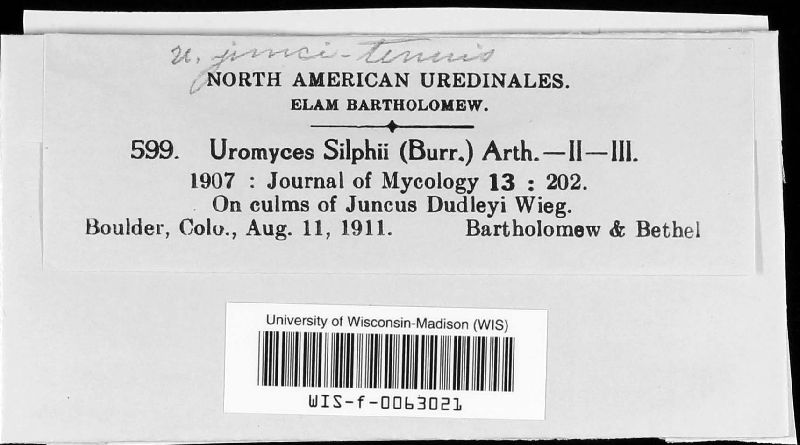 u. junci-tenuis
NORTH AMERICAN UREDINALES.
ELAM BARTHOLOMEW.
599. Uromyces Silphii (Burr.) Arth.—II—III.
1907 : Journal of Mycology 13 : 202.
On culms of Juncus Dudleyi Wieg.
Boulder, Colo., Aug. 11, 1911. Bartholomew & Bethel
University of Wisconsin-Madison (WIS)
WIS-f-0063021